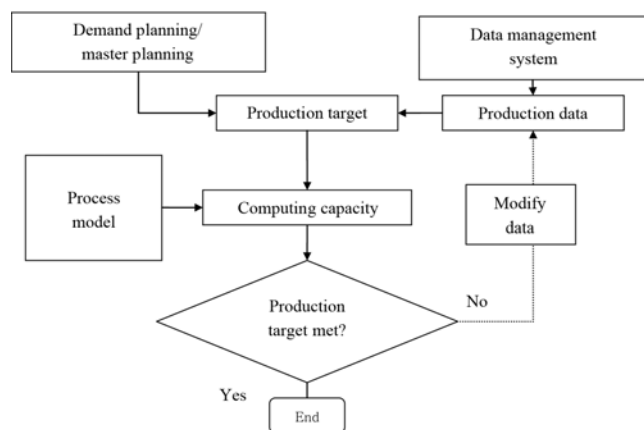 Demand planning/
master planning
Data management
system
Production target
Production data
Process
model
Computing capacity
Modify
data
Production
target met?
No
Yes
End